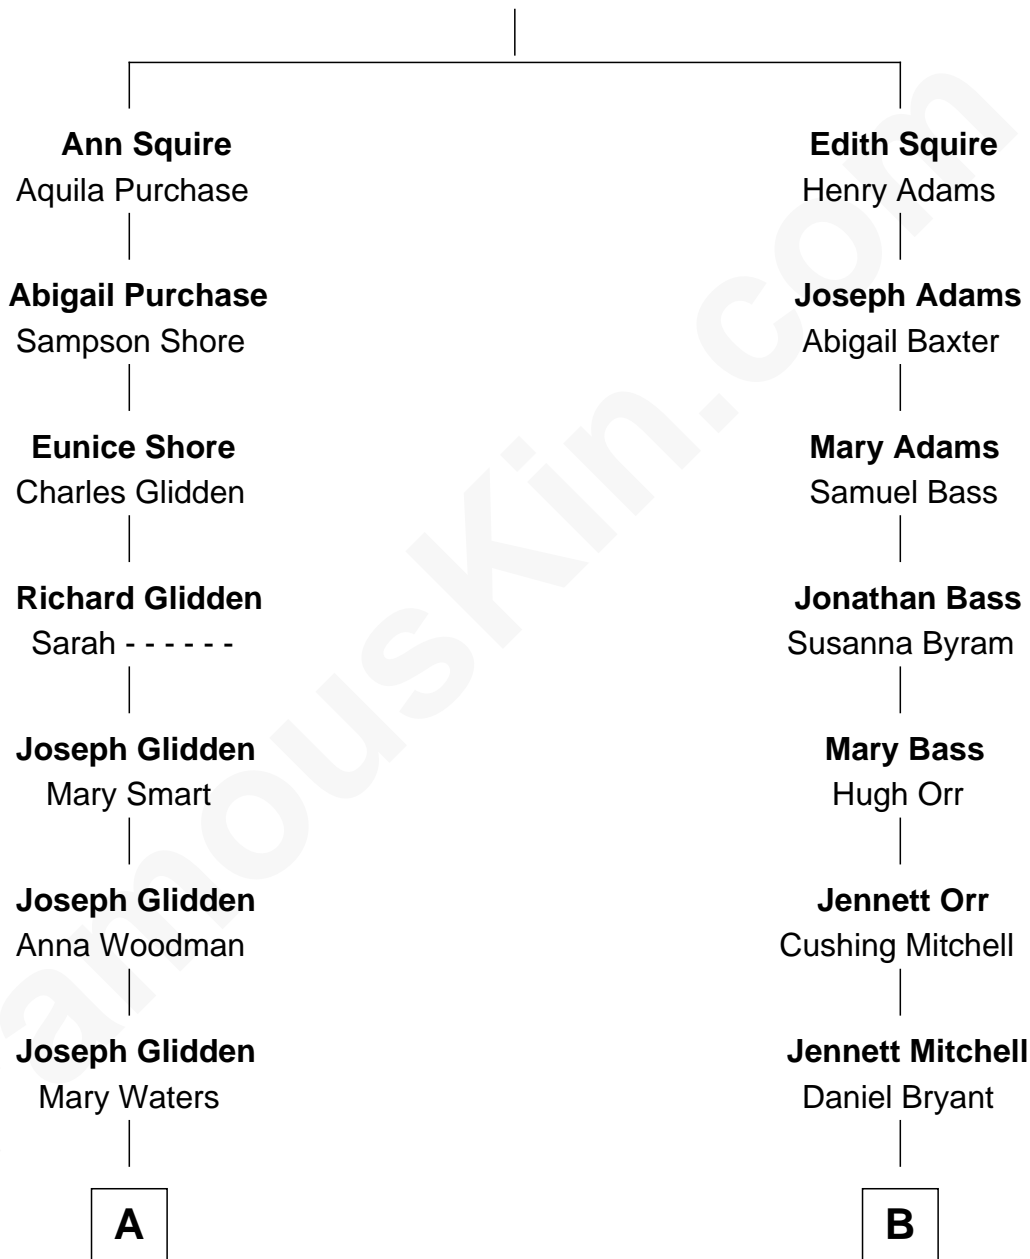 Ann Squire
Aquila Purchase
Abigail Purchase
Sampson Shore
Eunice Shore
Charles Glidden
Richard Glidden
Sarah - - - - - -
Joseph Glidden
Mary Smart
Joseph Glidden
Anna Woodman
Joseph Glidden
Mary Waters
A
Edith Squire
Henry Adams
Joseph Adams
Abigail Baxter
Mary Adams
Samuel Bass
Jonathan Bass
Susanna Byram
Mary Bass
Hugh Orr
Jennett Orr
Cushing Mitchell
Jennett Mitchell
Daniel Bryant
B
amousKin.com